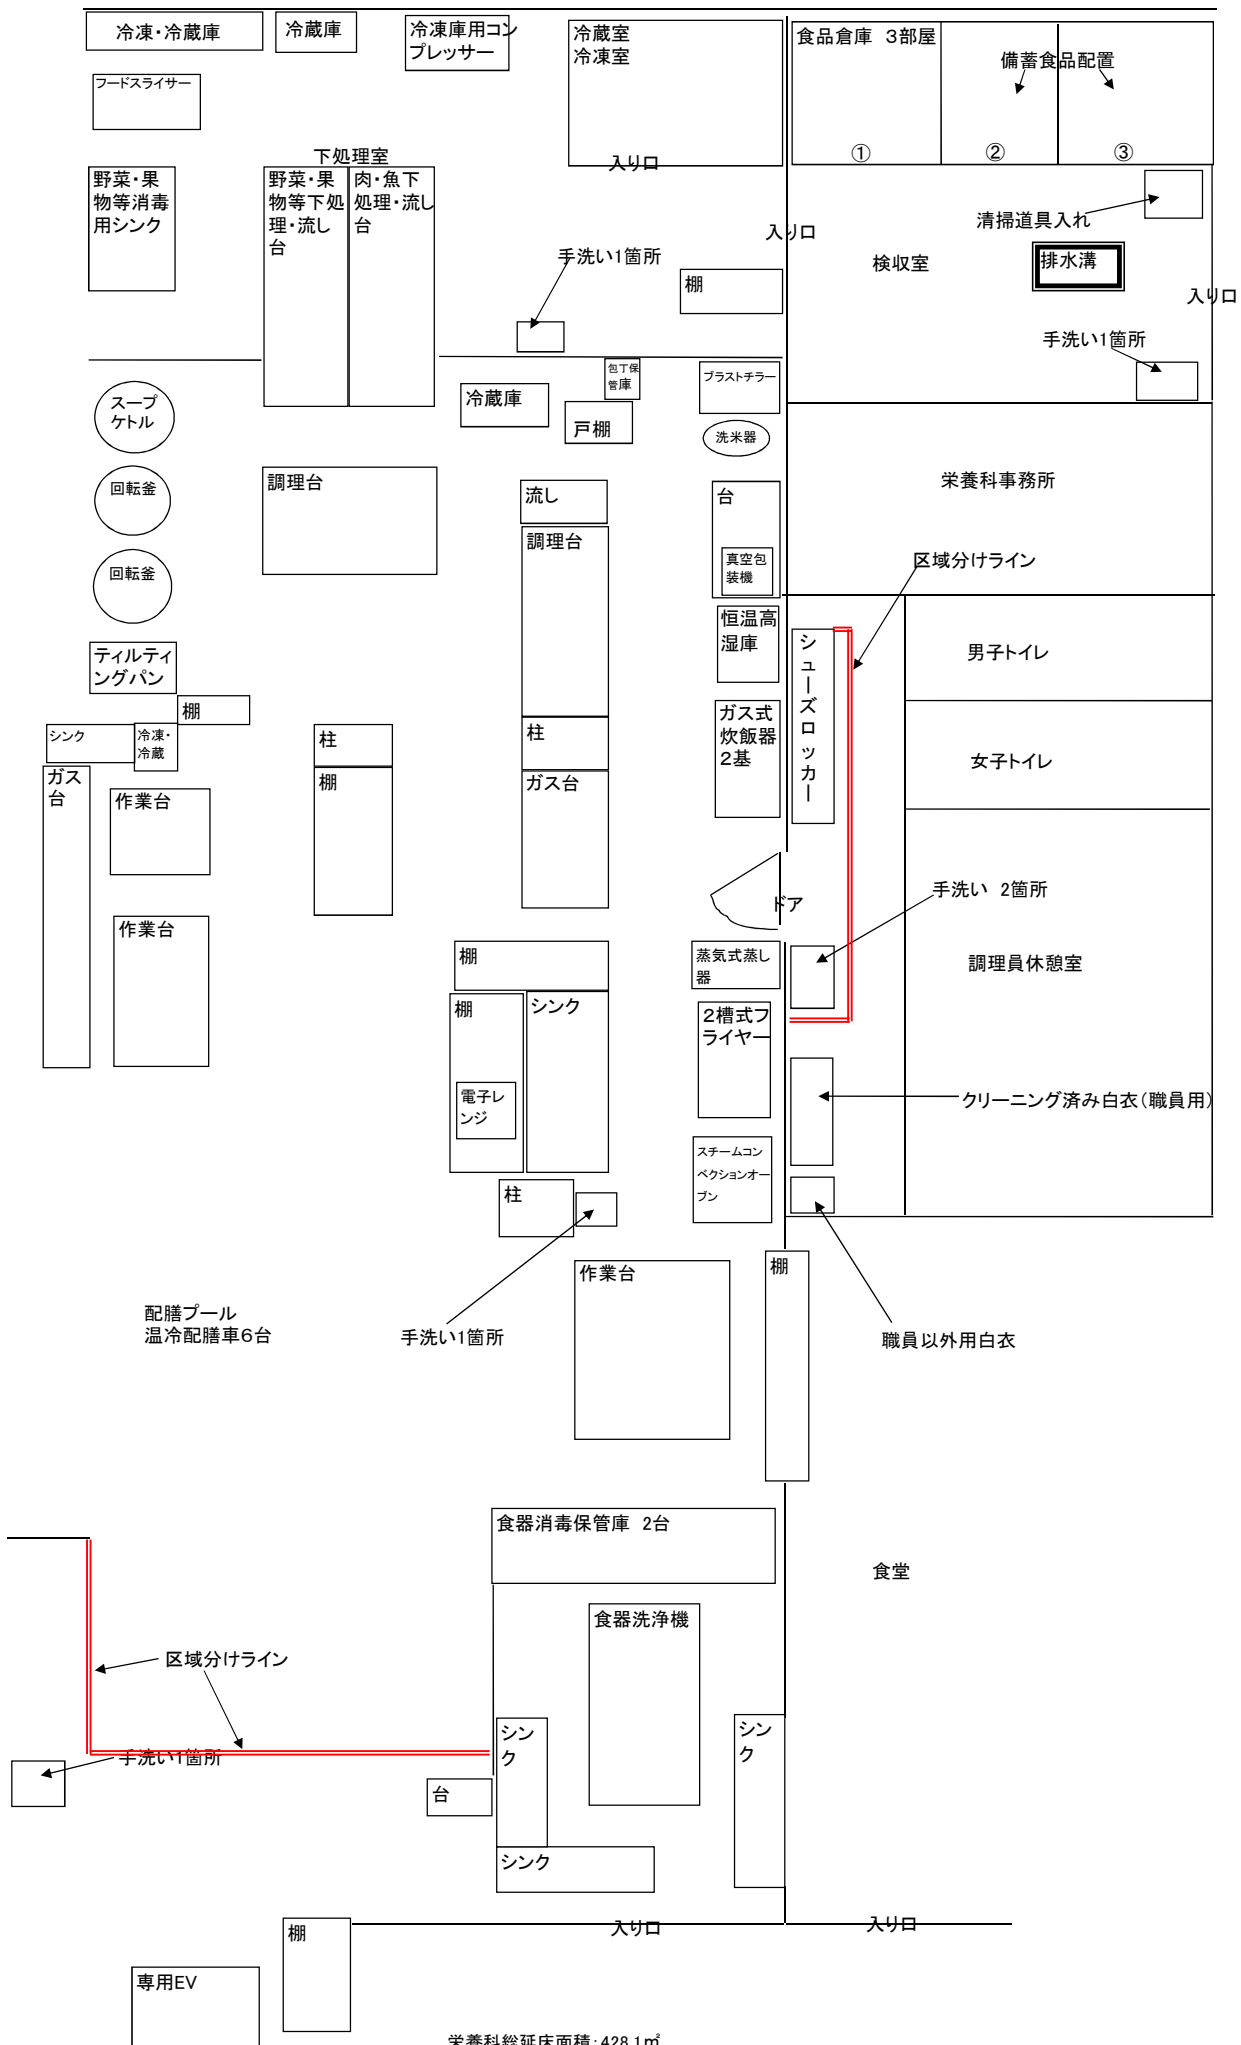 冷凍・冷蔵庫
冷蔵庫
冷凍庫用コン
プレッサー
冷蔵室
冷凍室
食品倉庫 3部屋
備蓄食品配置
フードスライサー
①
②
③
下処理室
入り口
野菜・果
物等消毒
用シンク
野菜・果
物等下処
理・流し
台
肉・魚下
処理・流し
台
清掃道具入れ
入り口
検収室
排水溝
手洗い1箇所
棚
入り口
手洗い1箇所
包丁保
管庫
ブラストチラー
スープ
ケトル
冷蔵庫
戸棚
洗米器
回転釜
調理台
流し
台
栄養科事務所
調理台
真空包
装機
区域分けライン
回転釜
恒温高
湿庫
シューズロッカー
男子トイレ
ティルティ
ングパン
棚
シンク
冷凍・
冷蔵
柱
柱
ガス式
炊飯器
2基
女子トイレ
ガス
台
作業台
棚
ガス台
手洗い 2箇所
ドア
作業台
棚
蒸気式蒸し
器
調理員休憩室
棚
シンク
2槽式フ
ライヤー
電子レ
ンジ
クリーニング済み白衣(職員用)
スチームコン
ベクションオー
ブン
柱
作業台
棚
配膳プール
温冷配膳車6台
手洗い1箇所
職員以外用白衣
食器消毒保管庫 2台
食堂
食器洗浄機
区域分けライン
シン
ク
シン
ク
手洗い1箇所
台
シンク
棚
入り口
入り口
専用EV
栄養科総延床面積:428.1㎡